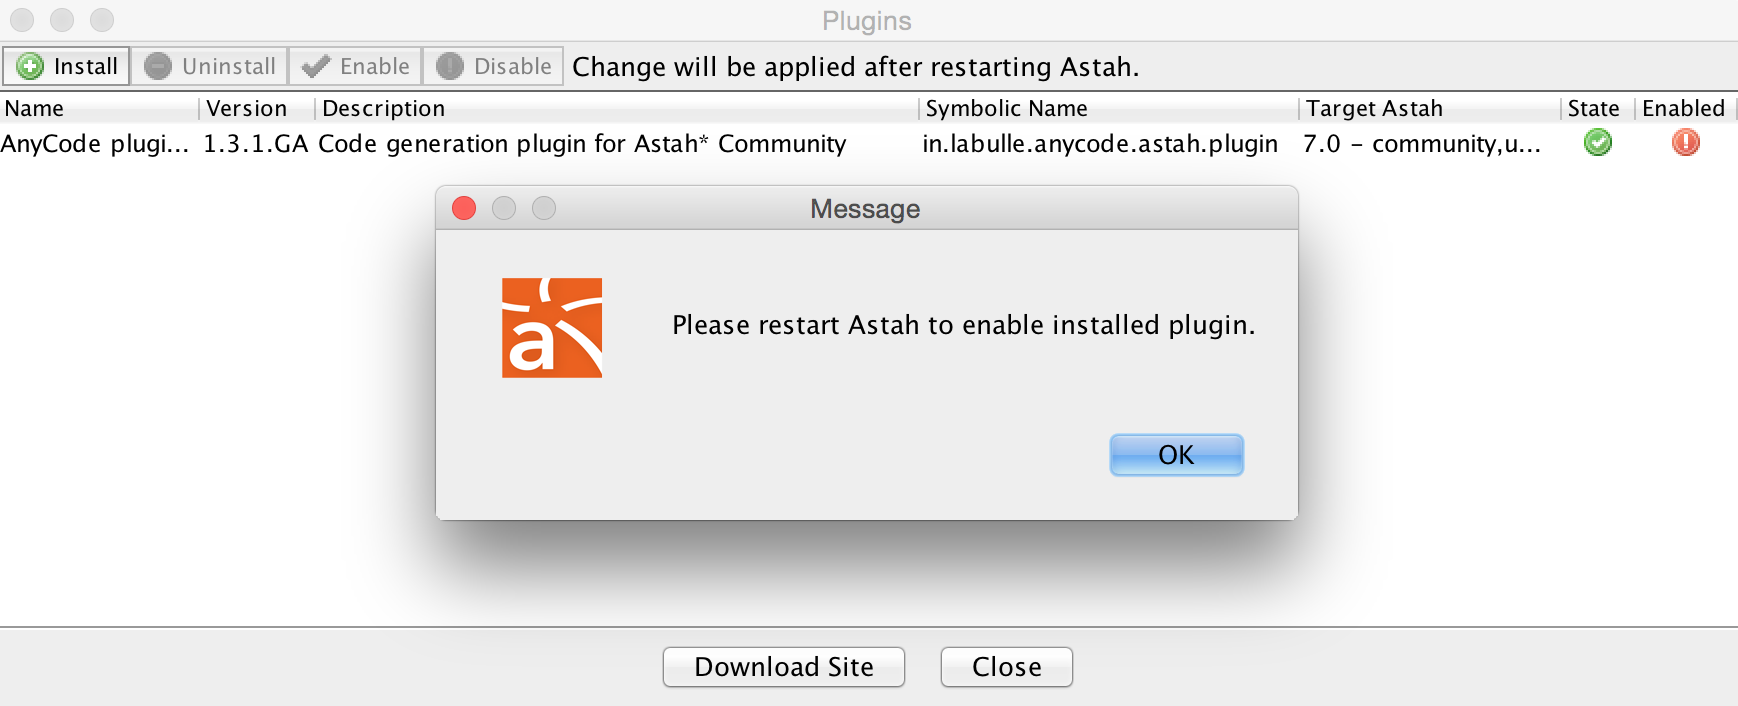 Plugins
Install Uninstall Enable Disable Change will be applied after restarting Astah.
Name Version Description Symbolic Name Target Astah State Enabled
AnyCode plugi... 1.3.1.GA Code generation plugin for Astah* Community in.labulle.anycode.astah.plugin 7.0 - community,u...
Message
a
Please restart Astah to enable installed plugin.
OK
Download Site Close